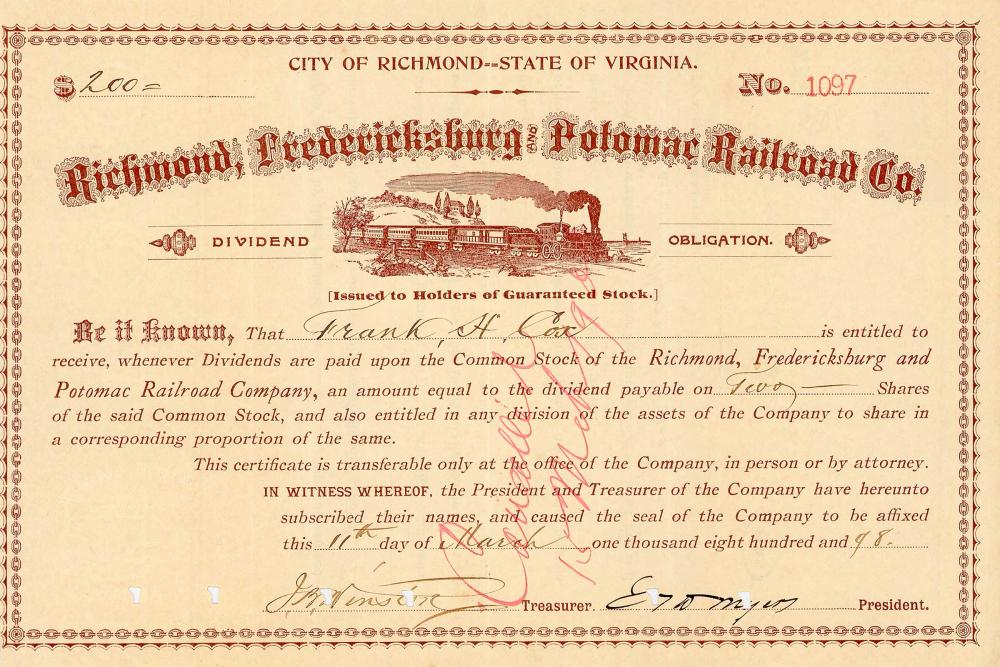 CITY OF RICHMOND--STATE OF VIRGINIA.
$ 200=
No. 1097
Richmond, Fredericksburg and Potomac Railroad Co.
DIVIDEND OBLIGATION.
[Issued to Holders of Guaranteed Stock.]
Be it Known, That Frank H. Cox is entitled to
receive, whenever Dividends are paid upon the Common Stock of the Richmond, Fredericksburg and
Potomac Railroad Company, an amount equal to the dividend payable on Two Shares
of the said Common Stock, and also entitled in any division of the assets of the Company to share in
a corresponding proportion of the same.
This certificate is transferable only at the office of the Company, in person or by attorney.
IN WITNESS WHEREOF, the President and Treasurer of the Company have hereunto
subscribed their names, and caused the seal of the Company to be affixed
this 11th day of March one thousand eight hundred and 98.
Treasurer. President.
Cancelled